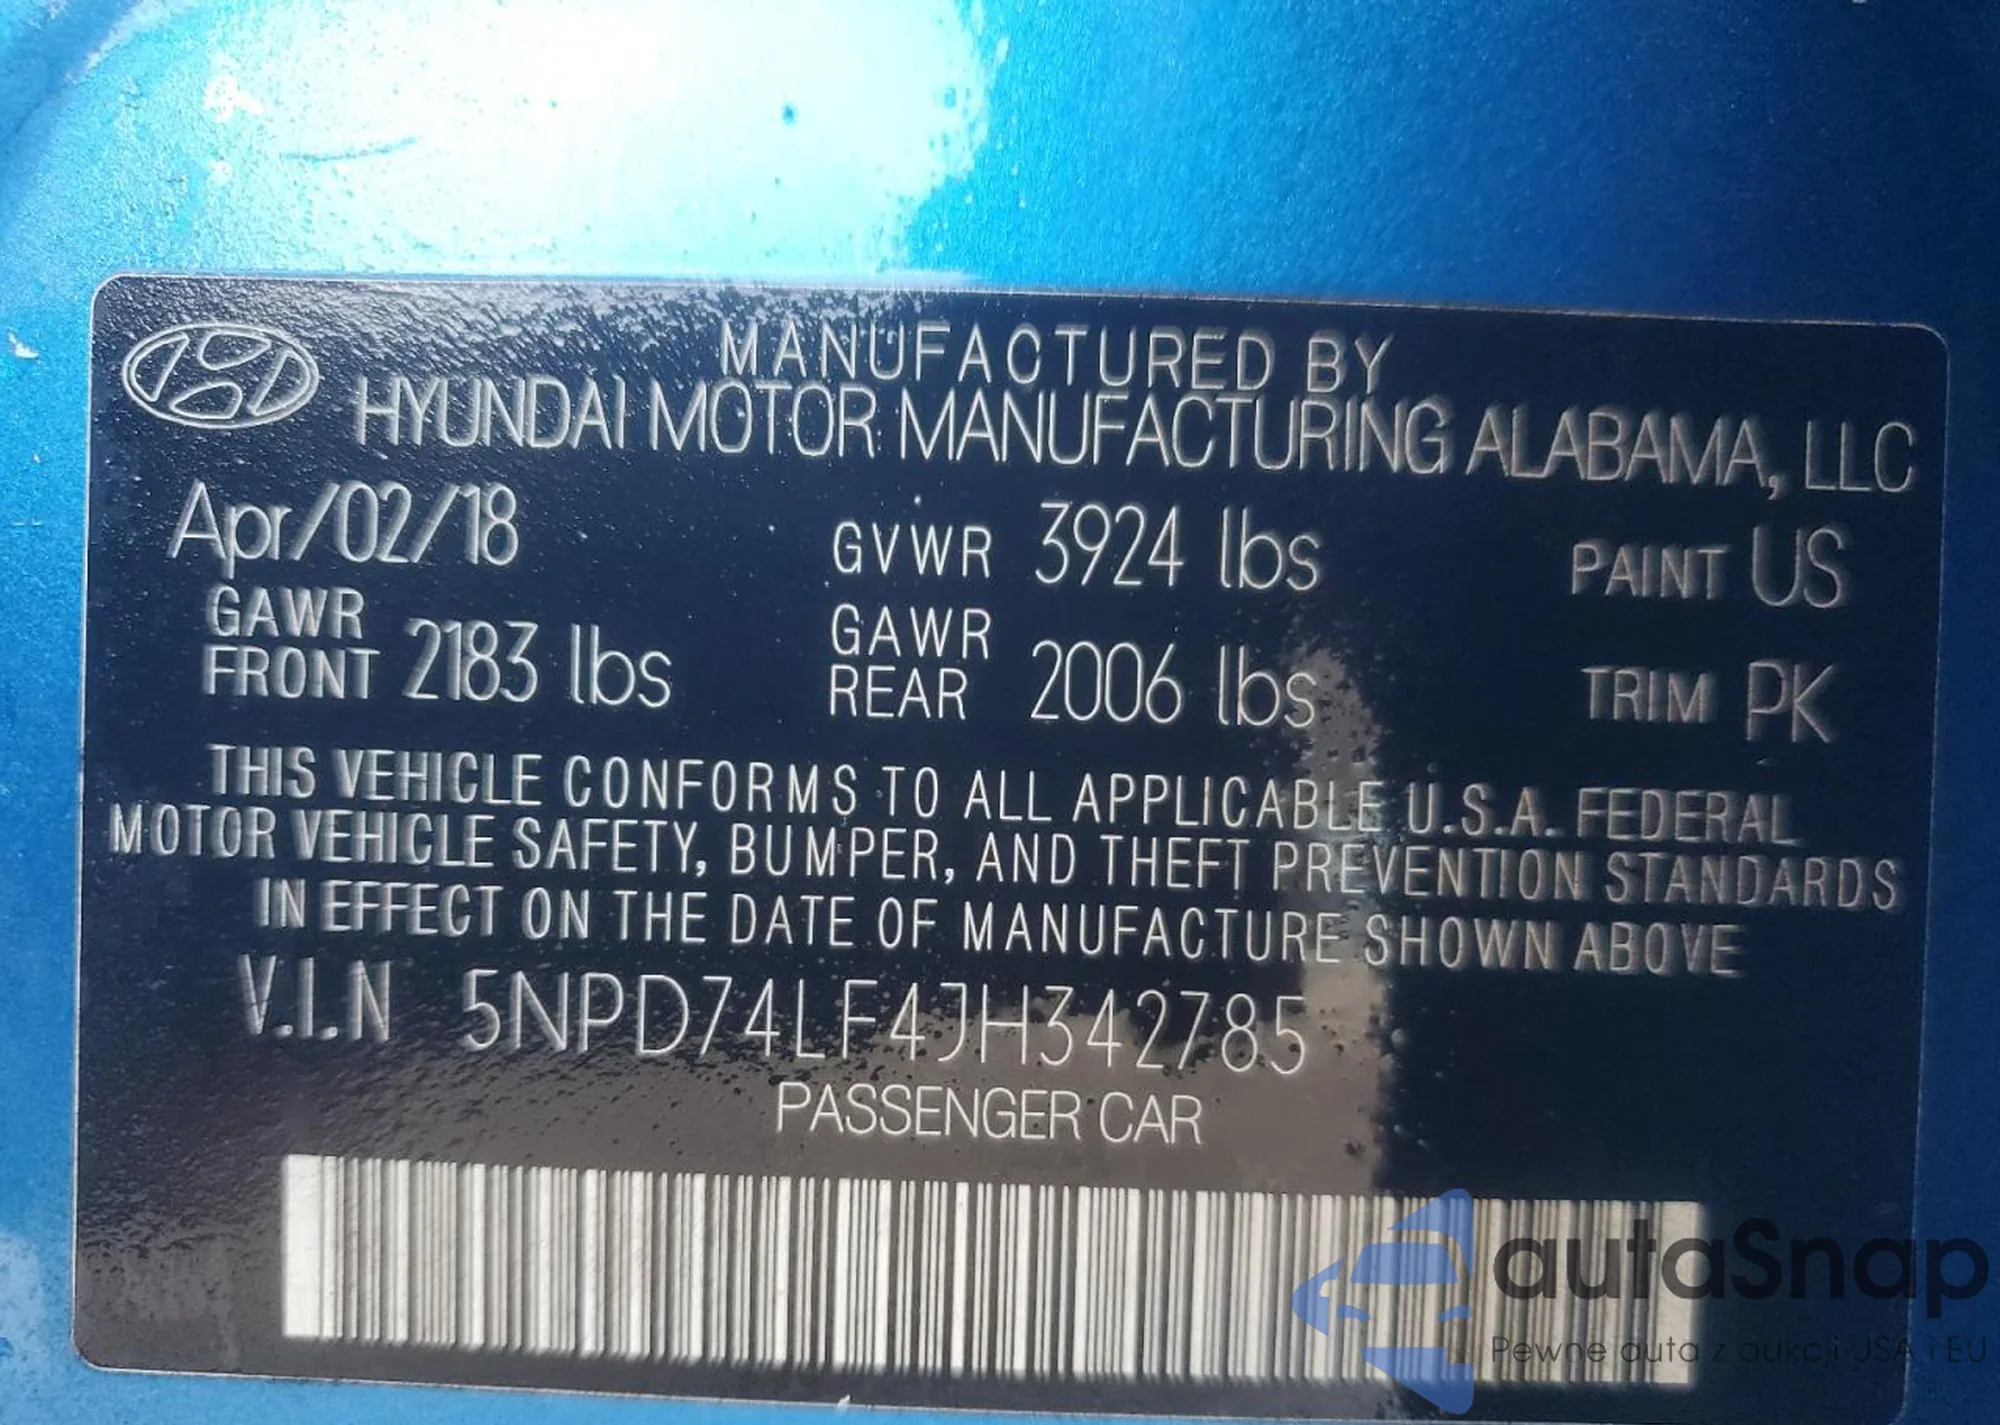 MANUFACTURED BY
HYUNDAI MOTOR MANUFACTURING ALABAMA, LLC
Apr/02/18 GVWR 3924 lbs PAINT US
GAWR FRONT 2183 lbs GAWR REAR 2006 lbs TRIM PK
THIS VEHICLE CONFORMS TO ALL APPLICABLE U.S.A. FEDERAL
MOTOR VEHICLE SAFETY, BUMPER, AND THEFT PREVENTION STANDARDS
IN EFFECT ON THE DATE OF MANUFACTURE SHOWN ABOVE
V.I.N 5NPD74LF4JH342785
PASSENGER CAR
autaSnap
Pewne auta z aukcji USA i EU